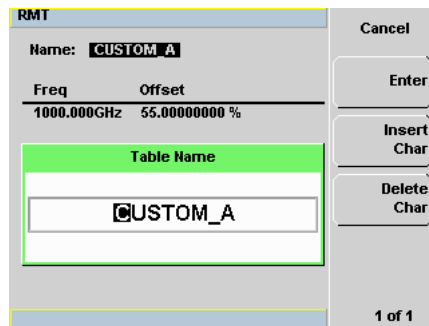 RMT
Name: CUSTOM_A
Freq Offset
1000.000GHz 55.00000000 %
Table Name
CUSTOM_A
Cancel
Enter
Insert
Char
Delete
Char
1 of 1